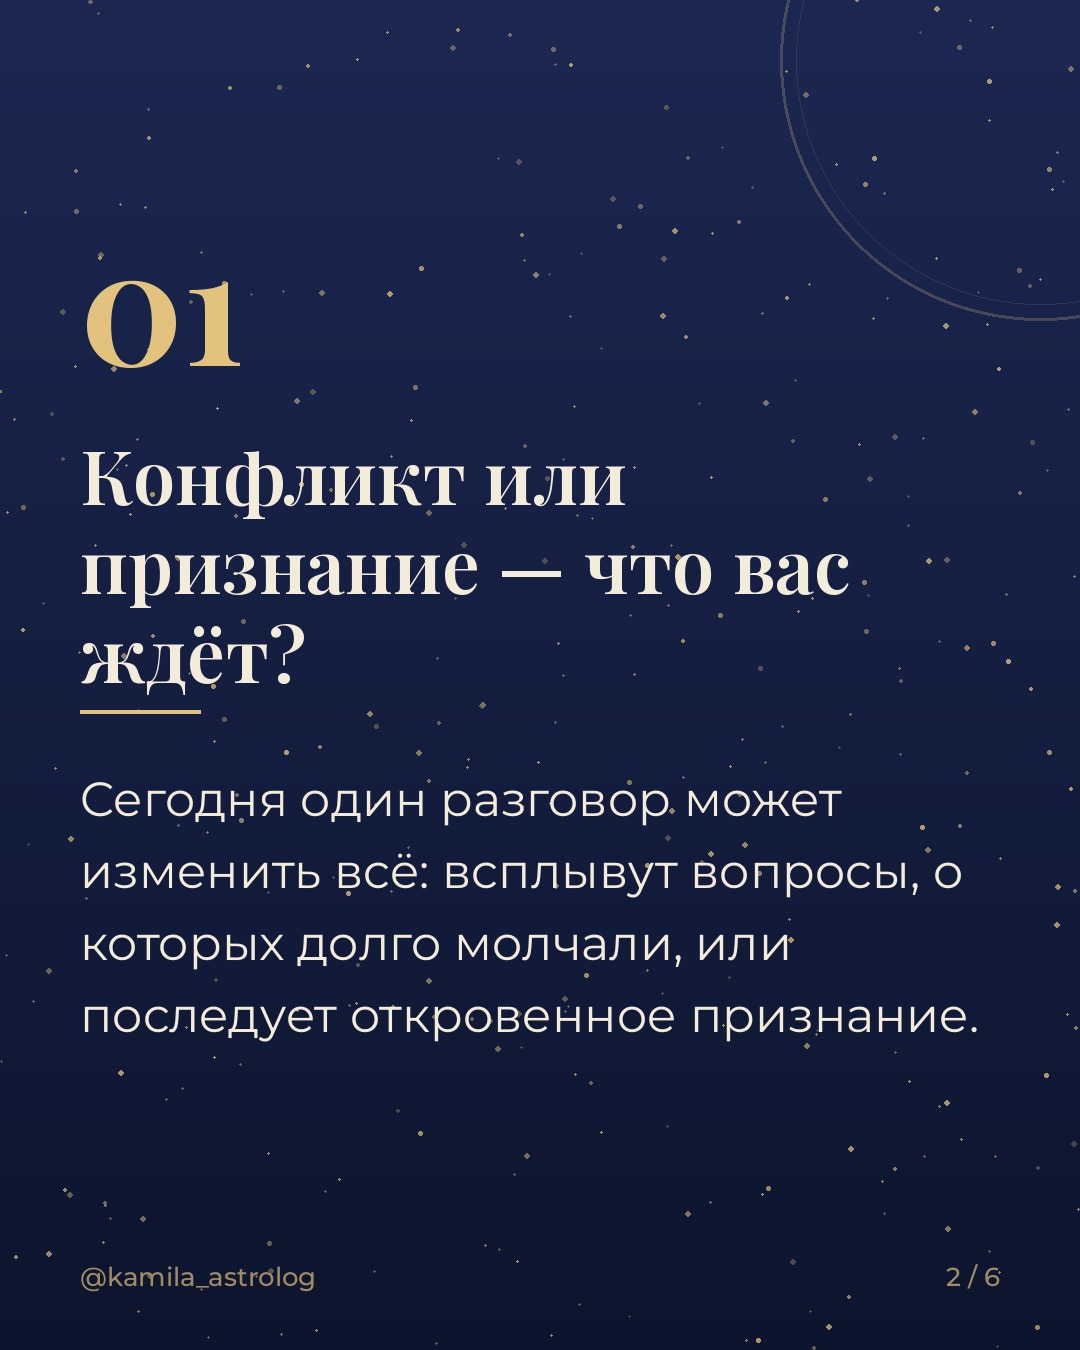 01
Конфликт или
признание — что вас
ждёт?
Сегодня один разговор может
изменить всё: всплывут вопросы, о
которых долго молчали, или
последует откровенное признание.
@kamila_astrolog
2 / 6